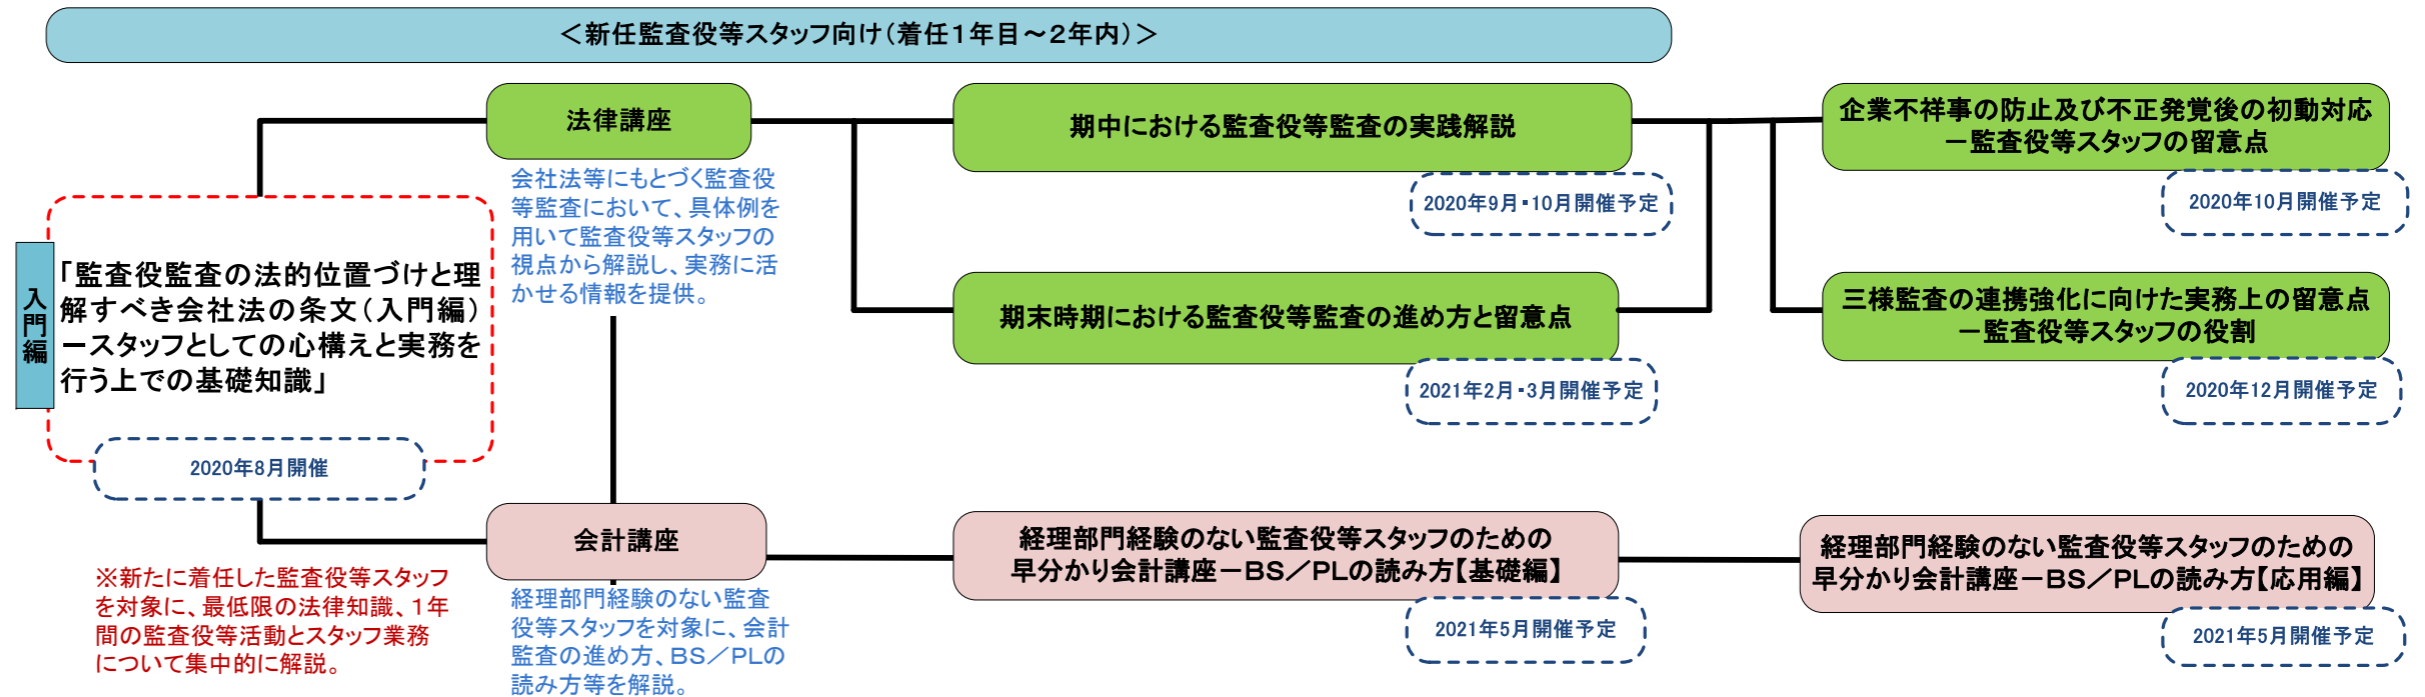 ＜新任監査役等スタッフ向け（着任１年目～２年内）＞
入門編
「監査役監査の法的位置づけと理
解すべき会社法の条文（入門編）
－スタッフとしての心構えと実務を
行う上での基礎知識」
2020年8月開催
※新たに着任した監査役等スタッフ
を対象に、最低限の法律知識、１年
間の監査役等活動とスタッフ業務
について集中的に解説。
法律講座
会社法等にもとづく監査役
等監査において、具体例を
用いて監査役等スタッフの
視点から解説し、実務に活
かせる情報を提供。
期中における監査役等監査の実践解説
2020年9月・10月開催予定
期末時期における監査役等監査の進め方と留意点
2021年2月・3月開催予定
企業不祥事の防止及び不正発覚後の初動対応
－監査役等スタッフの留意点
2020年10月開催予定
三様監査の連携強化に向けた実務上の留意点
－監査役等スタッフの役割
2020年12月開催予定
会計講座
経理部門経験のない監査
役等スタッフを対象に、会計
監査の進め方、ＢＳ／ＰＬの
読み方等を解説。
経理部門経験のない監査役等スタッフのための
早分かり会計講座－ＢＳ／ＰＬの読み方【基礎編】
2021年5月開催予定
経理部門経験のない監査役等スタッフのための
早分かり会計講座－ＢＳ／ＰＬの読み方【応用編】
2021年5月開催予定